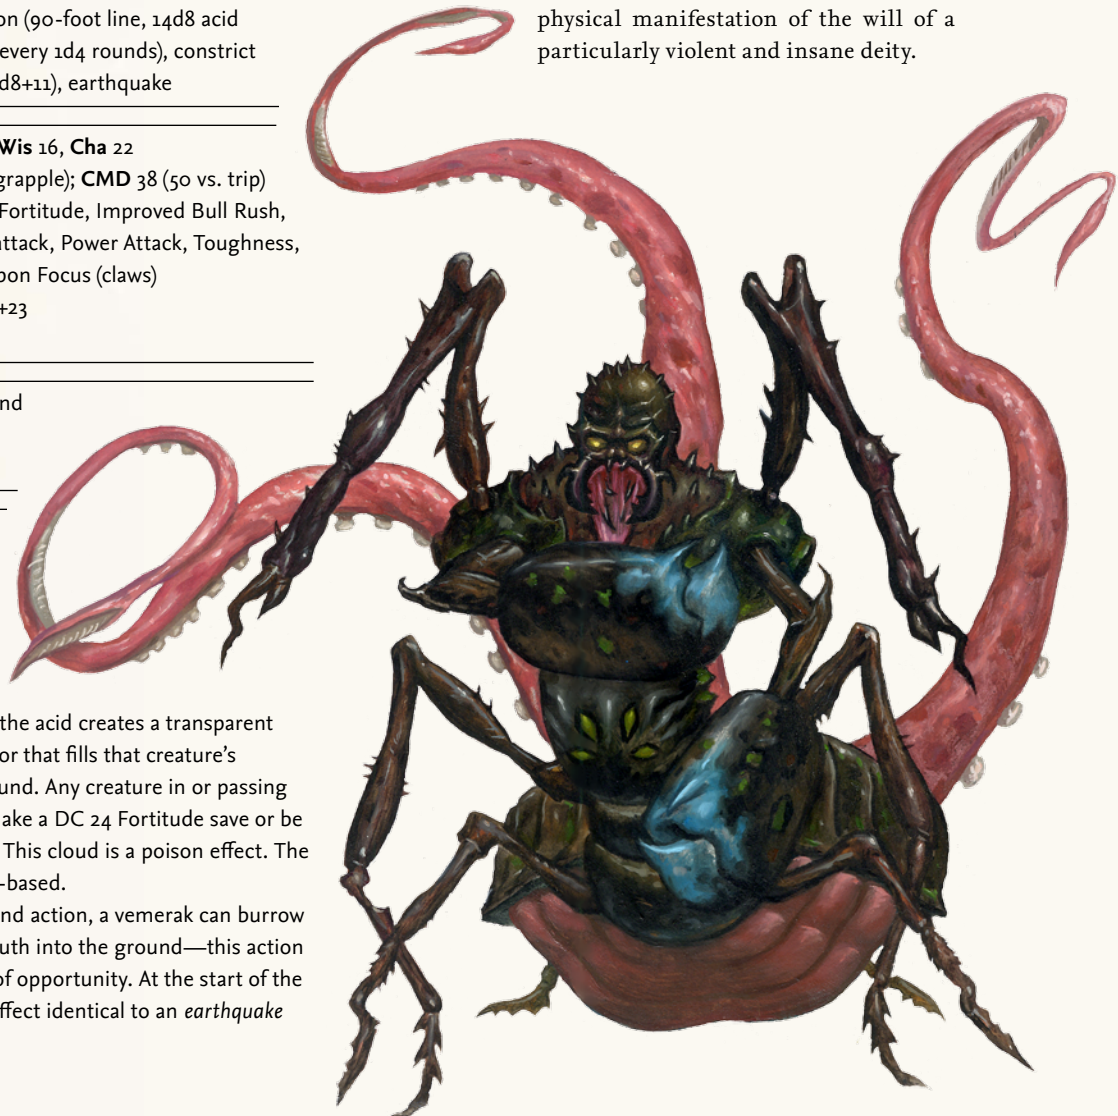 on (90-foot line, 14d8 acid
every 1d4 rounds), constrict
d8+11), earthquake
Wis 16, Cha 22
grapple); CMD 38 (50 vs. trip)
Fortitude, Improved Bull Rush,
attack, Power Attack, Toughness,
pon Focus (claws)
+23
nd
the acid creates a transparent
or that fills that creature’s
und. Any creature in or passing
ake a DC 24 Fortitude save or be
This cloud is a poison effect. The
-based.
nd action, a vemerak can burrow
uth into the ground—this action
of opportunity. At the start of the
ffect identical to an earthquake
physical manifestation of the will of a
particularly violent and insane deity.